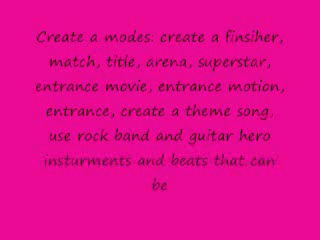 Create a modes: create a finsiher,
match, title, arena, superstar,
entrance movie, entrance motion,
entrance, create a theme song,
use rock band and guitar hero
insturments and beats that can
be